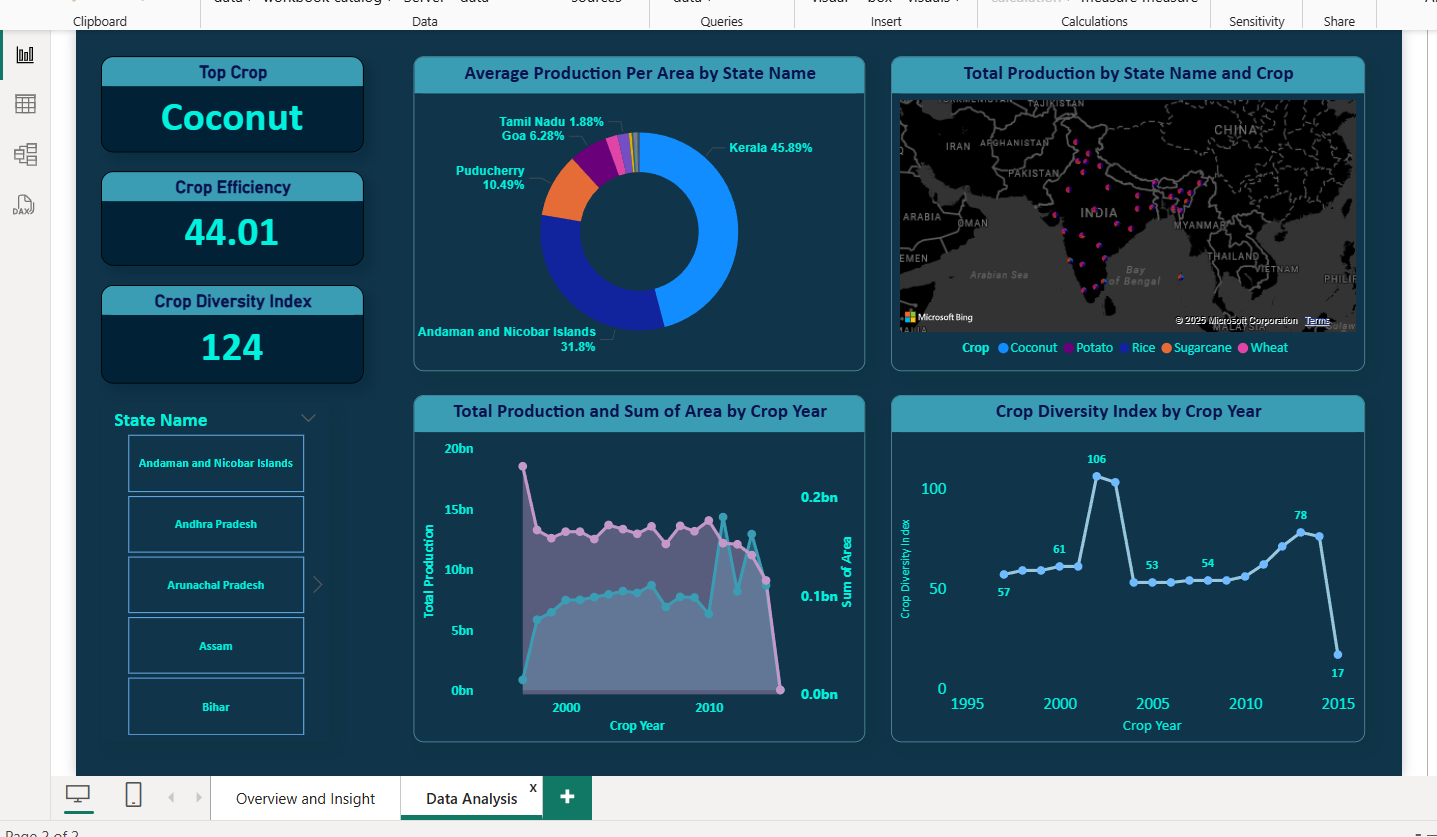 Clipboard
Data
Queries
Insert
Calculations
Sensitivity
Share
DAX
Top Crop
Coconut
Crop Efficiency
44.01
Crop Diversity Index
124
State Name
Andaman and Nicobar Islands
Andhra Pradesh
Arunachal Pradesh
Assam
Bihar
Average Production Per Area by State Name
Tamil Nadu 1.88%
Goa 6.28%
Kerala 45.89%
Puducherry
10.49%
Andaman and Nicobar Islands
31.8%
Total Production by State Name and Crop
TAJIKISTAN
CHINA
IRAN
AFGHANISTAN
PAKISTAN
ARABIA
OMAN
INDIA
MYANMAR
EMEN
Arabian Sea
Bay
of Bengal
THAILAND
VIETNAM
PHILIP
Microsoft Bing
© 2025 Microsoft Corporation Terms
MALAYSIA
Crop Coconut Potato Rice Sugarcane Wheat
Total Production and Sum of Area by Crop Year
20bn
15bn
10bn
5bn
0bn
Total Production
0.2bn
0.1bn
0.0bn
Sum of Area
2000 2010
Crop Year
Crop Diversity Index by Crop Year
100
50
0
Crop Diversity Index
57
61
106
53
54
78
17
1995 2000 2005 2010 2015
Crop Year
Overview and Insight
Data Analysis
x
+
Page 2 of 2